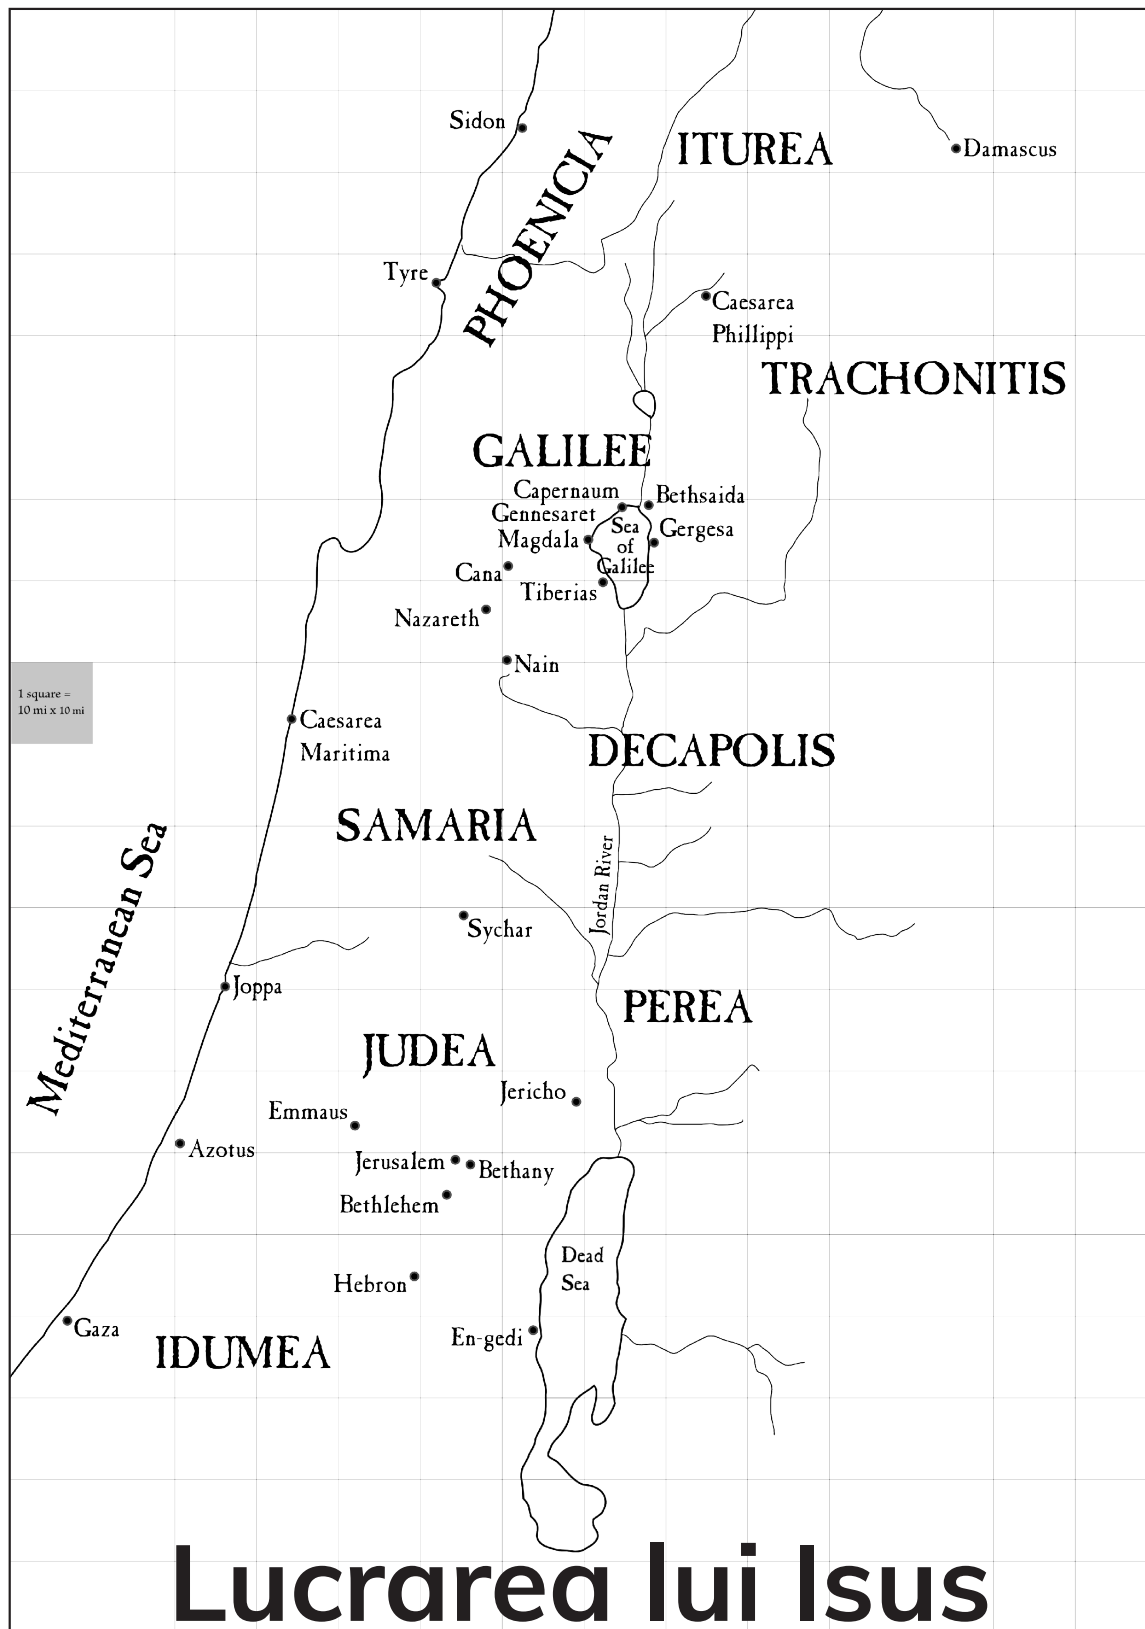 Sidon
PHOENICIA
ITUREA
Damascus
Tyre
Caesarea
Phillippi
TRACHONITIS
GALILEE
Capernaum
Bethsaida
Gennesaret
Sea
of
Galilee
Gergesa
Magdala
Cana
Tiberias
Nazareth
Nain
1 square =
10 mi x 10 mi
Caesarea
Maritima
DECAPOLIS
SAMARIA
Mediterranean Sea
Jordan River
Sychar
Joppa
PEREA
JUDEA
Jericho
Emmaus
Azotus
Jerusalem
Bethany
Bethlehem
Dead
Sea
Hebron
Gaza
En-gedi
IDUMEA
Lucrarea lui Isus